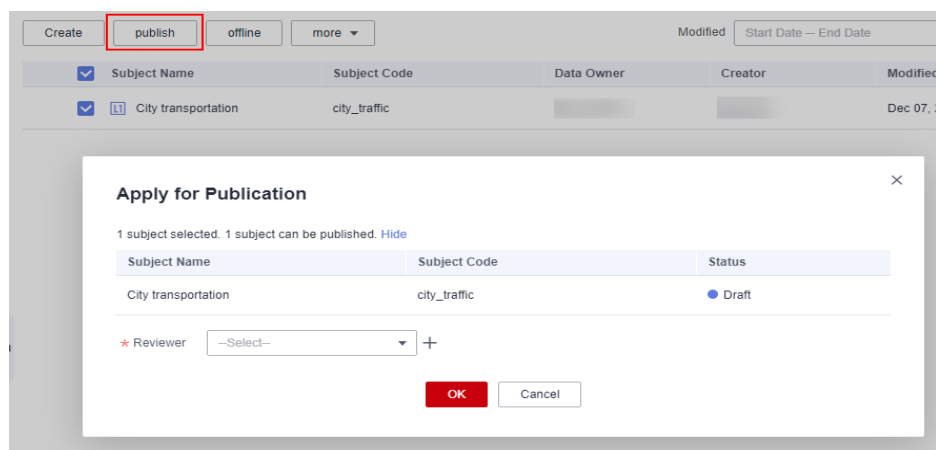 Create publish offline more Modified Start Date — End Date
Subject Name Subject Code Data Owner Creator Modified
L1 City transportation city_traffic Dec 07,
Apply for Publication
1 subject selected. 1 subject can be published. Hide
Subject Name Subject Code Status
City transportation city_traffic Draft
* Reviewer --Select-- +
OK Cancel